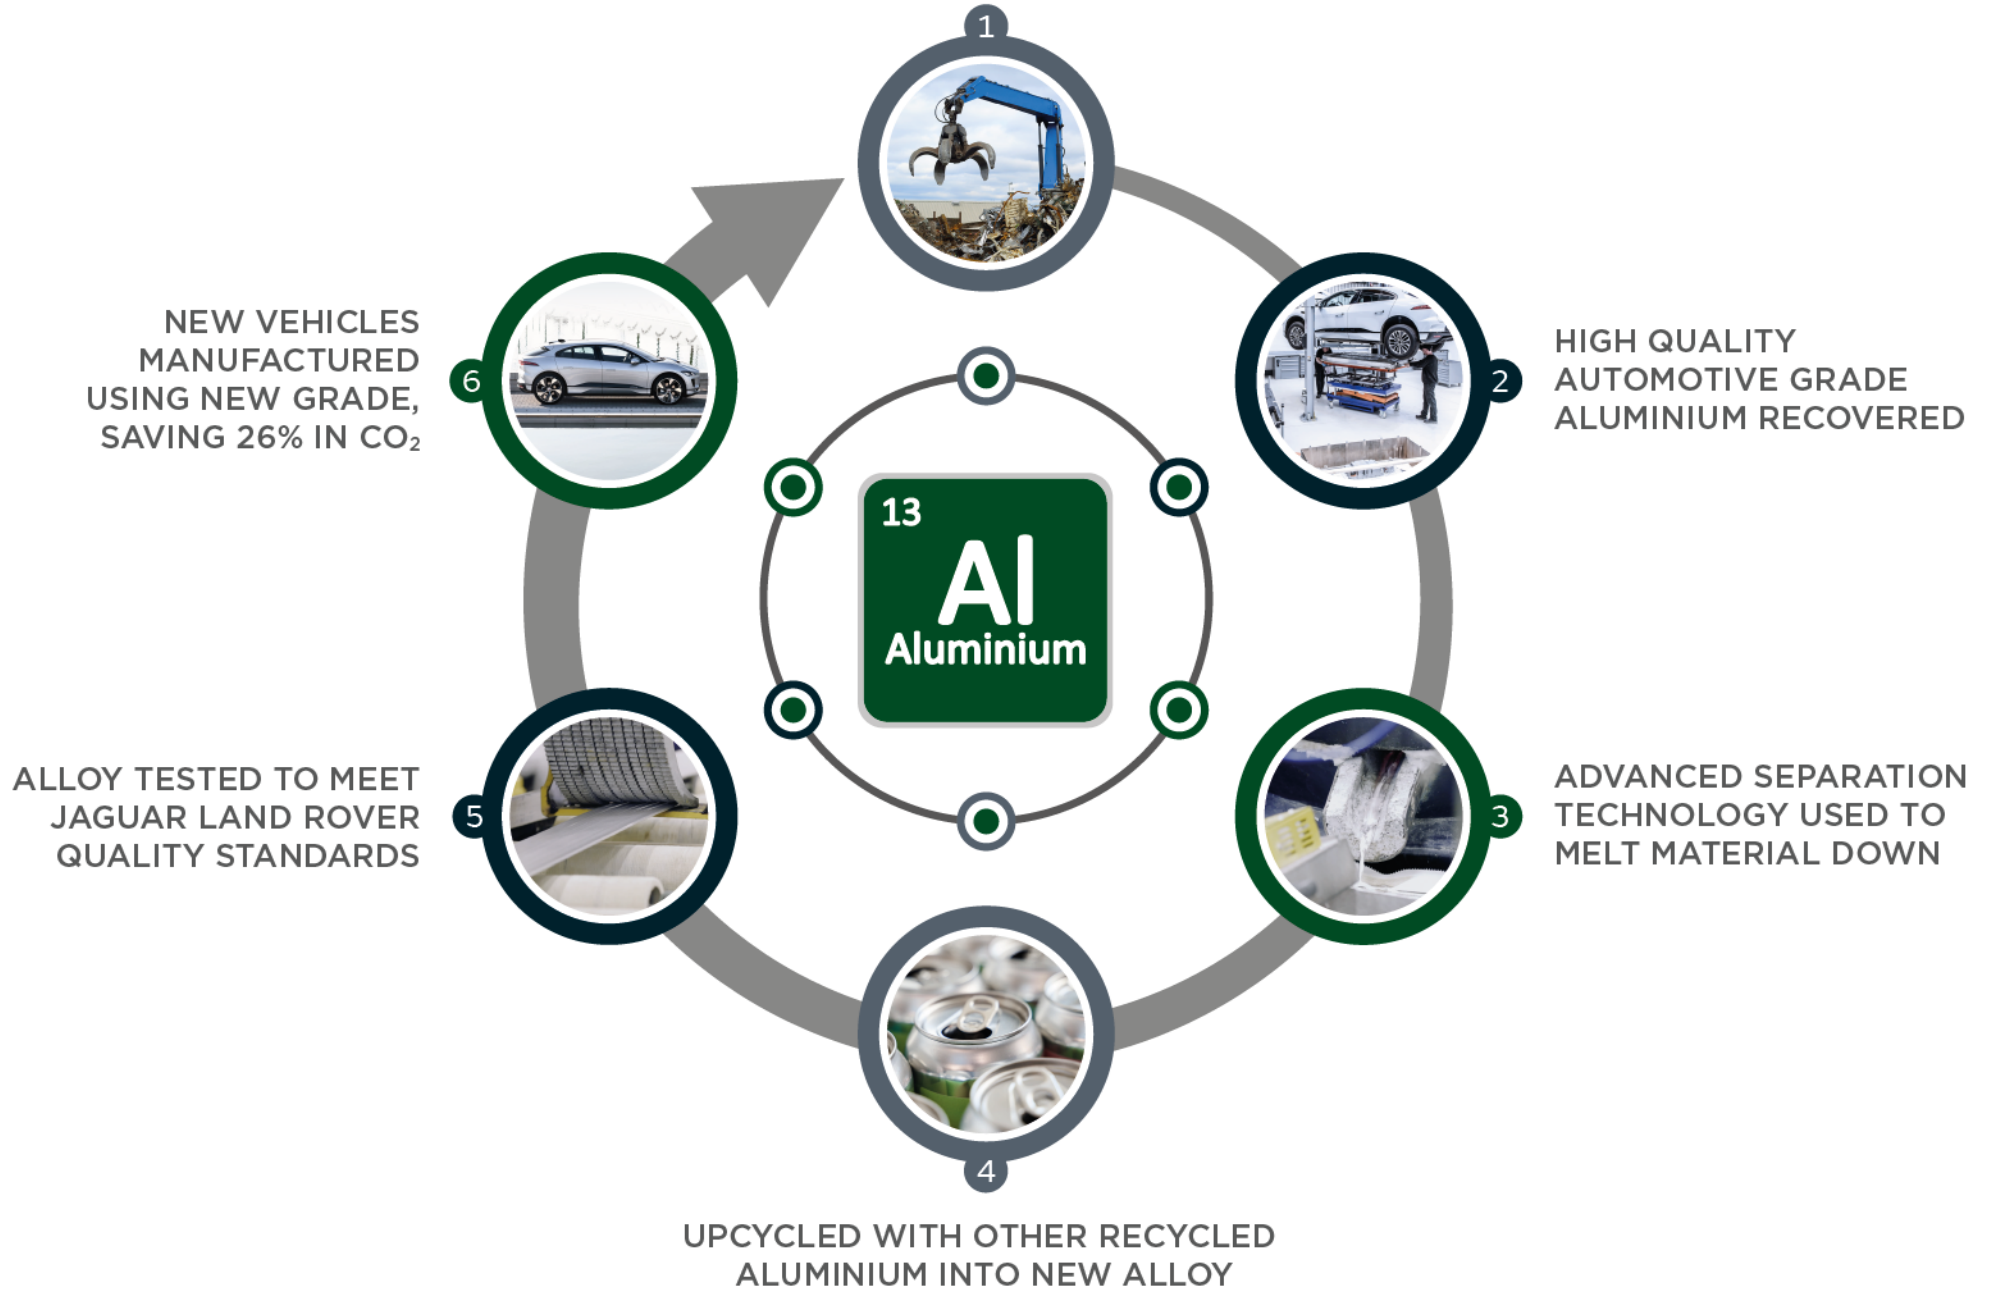 1
2
HIGH QUALITY
AUTOMOTIVE GRADE
ALUMINIUM RECOVERED
3
ADVANCED SEPARATION
TECHNOLOGY USED TO
MELT MATERIAL DOWN
4
UPCYCLED WITH OTHER RECYCLED
ALUMINIUM INTO NEW ALLOY
5
ALLOY TESTED TO MEET
JAGUAR LAND ROVER
QUALITY STANDARDS
6
NEW VEHICLES
MANUFACTURED
USING NEW GRADE,
SAVING 26% IN CO₂
13
Al
Aluminium